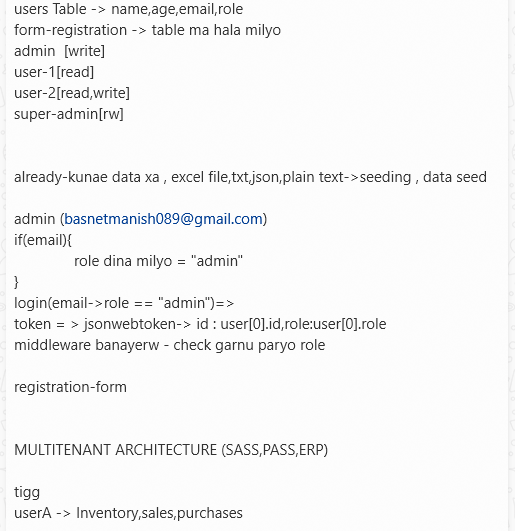 users Table -> name,age,email,role
form-registration -> table ma hala milyo
admin  [write]
user-1[read]
user-2[read,write]
super-admin[rw]
already-kunae data xa , excel file,txt,json,plain text->seeding , data seed
admin (basnetmanish089@gmail.com)
if(email){
role dina milyo = "admin"
}
login(email->role == "admin")=>
token = > jsonwebtoken-> id : user[0].id,role:user[0].role
middleware banayerw - check garnu paryo role
registration-form
MULTITENANT ARCHITECTURE (SASS,PASS,ERP)
tigg
userA -> Inventory,sales,purchases